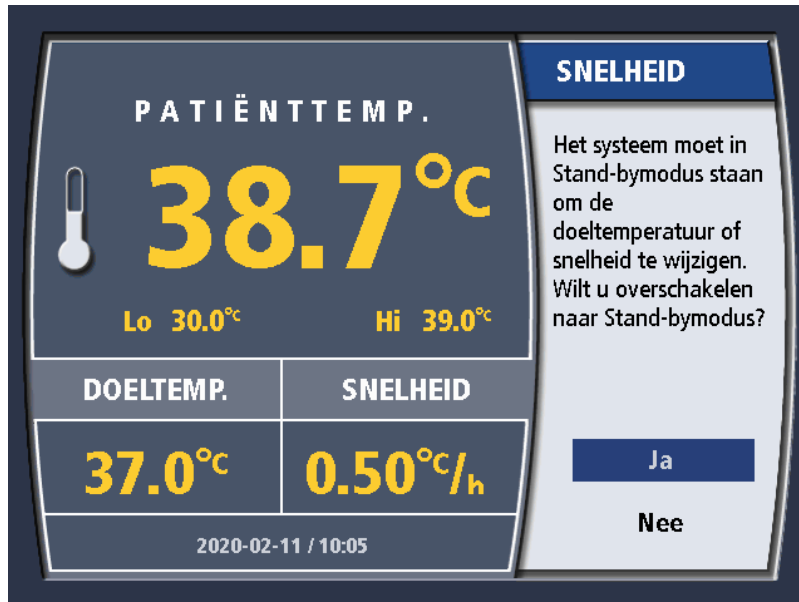 PATIËNTTEMP.
38.7°C
Lo 30.0°C
Hi 39.0°C
DOELTEMP.
SNELHEID
37.0°C
0.50°C/h
2020-02-11 / 10:05
SNELHEID
Het systeem moet in
Stand-bymodus staan
om de
doeltemperatuur of
snelheid te wijzigen.
Wilt u overschakelen
naar Stand-bymodus?
Ja
Nee